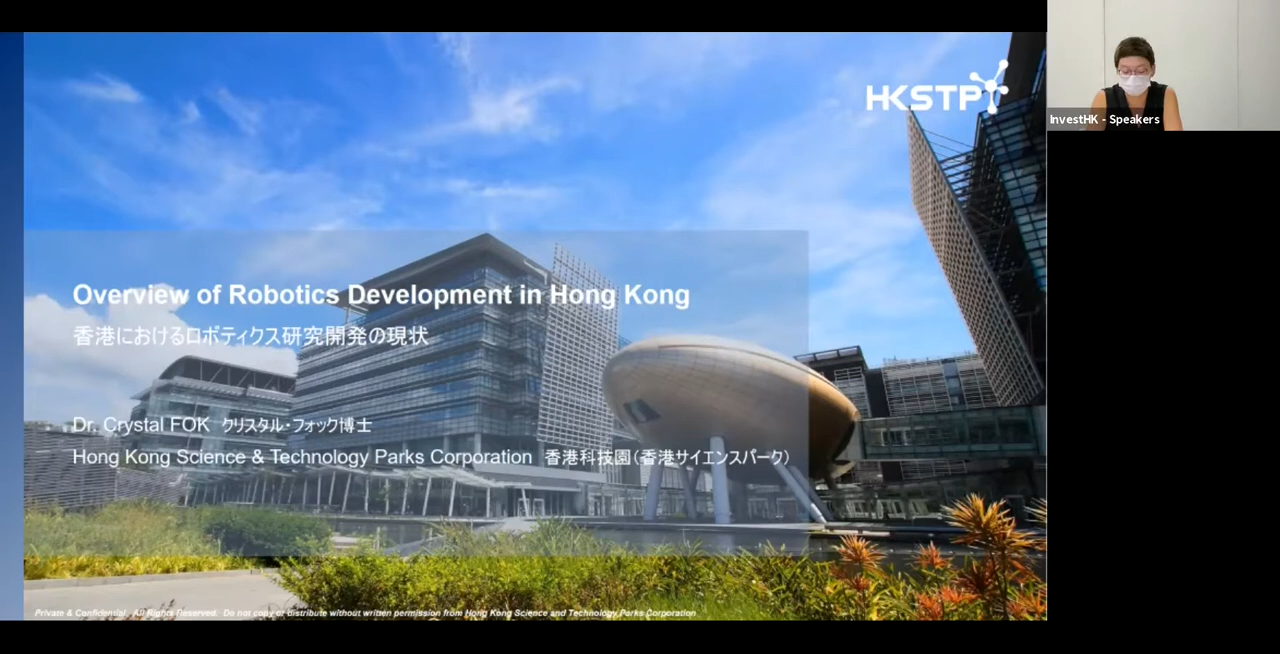 HKSTP
InvestHK - Speakers
Overview of Robotics Development in Hong Kong
香港におけるロボティクス研究開発の現状
Dr. Crystal FOK クリスタル・フォック博士
Hong Kong Science & Technology Parks Corporation 香港科技園(香港サイエンスパーク)
Private & Confidential. All Rights Reserved. Do not copy or distribute without written permission from Hong Kong Science and Technology Parks Corporation